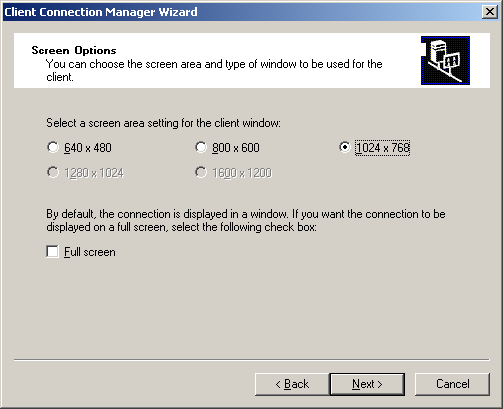 Client Connection Manager Wizard
Screen Options
You can choose the screen area and type of window to be used for the
client.
Select a screen area setting for the client window:
640 x 480 800 x 600 1024 x 768
1280 x 1024 1600 x 1200
By default, the connection is displayed in a window. If you want the connection to be
displayed on a full screen, select the following check box:
Full screen
< Back Next > Cancel